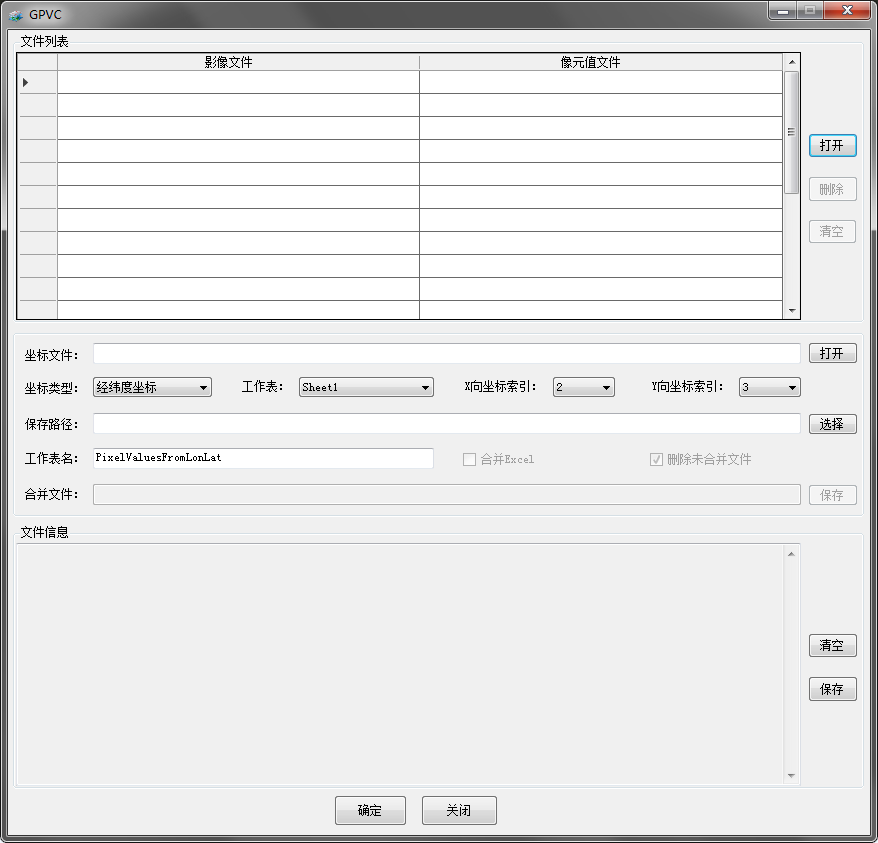 GPVC
文件列表
影像文件 像元值文件
打开
删除
清空
坐标文件： 打开
坐标类型： 经纬度坐标 工作表： Sheet1 X向坐标索引： 2 Y向坐标索引： 3
保存路径： 选择
工作表名： PixelValuesFromLonLat 合并Excel 删除未合并文件
合并文件： 保存
文件信息
清空
保存
确定 关闭